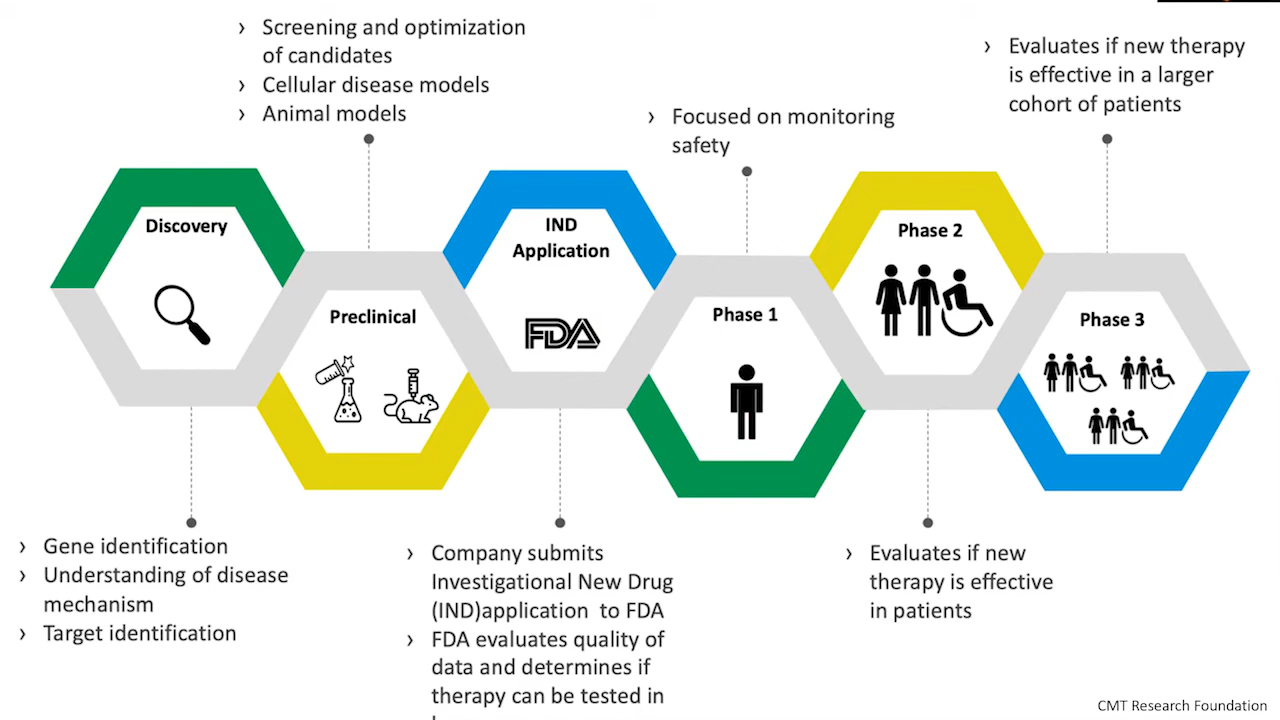 › Screening and optimization
of candidates
› Cellular disease models
› Animal models
› Focused on monitoring
safety
› Evaluates if new therapy
is effective in a larger
cohort of patients
Discovery
Preclinical
IND
Application
FDA
Phase 1
Phase 2
Phase 3
› Gene identification
› Understanding of disease
mechanism
› Target identification
› Company submits
Investigational New Drug
(IND)application to FDA
› FDA evaluates quality of
data and determines if
therapy can be tested in
› Evaluates if new
therapy is effective
in patients
CMT Research Foundation